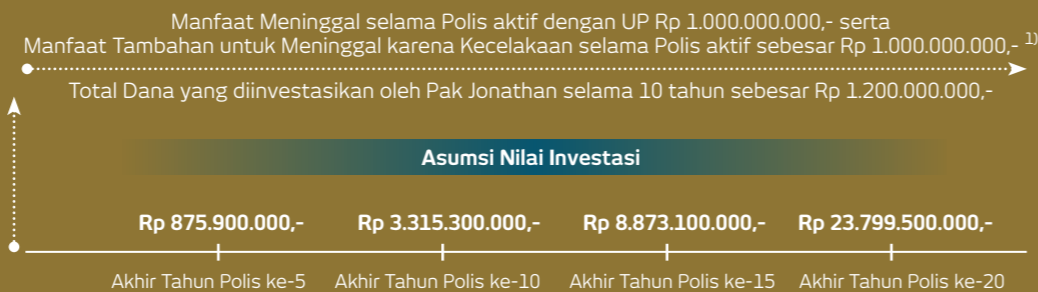 Manfaat Meninggal selama Polis aktif dengan UP Rp 1.000.000.000,- serta
Manfaat Tambahan untuk Meninggal karena Kecelakaan selama Polis aktif sebesar Rp 1.000.000.000,- 1)
Total Dana yang diinvestasikan oleh Pak Jonathan selama 10 tahun sebesar Rp 1.200.000.000,-
Asumsi Nilai Investasi
Rp 875.900.000,- Rp 3.315.300.000,- Rp 8.873.100.000,- Rp 23.799.500.000,-
Akhir Tahun Polis ke-5 Akhir Tahun Polis ke-10 Akhir Tahun Polis ke-15 Akhir Tahun Polis ke-20